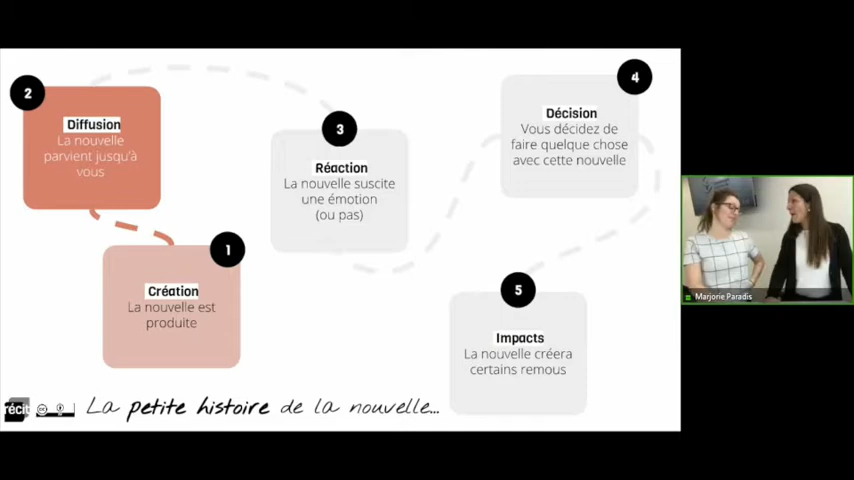 2
Diffusion
La nouvelle
parvient jusqu'à
vous
1
Création
La nouvelle est
produite
3
Réaction
La nouvelle suscite
une émotion
(ou pas)
4
Décision
Vous décidez de
faire quelque chose
avec cette nouvelle
5
Impacts
La nouvelle créera
certains remous
récit
La petite histoire de la nouvelle...
Marjorie Paradis